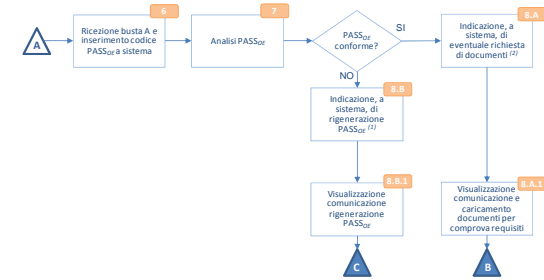 A
6
Ricezione busta A e
inserimento codice
PASSOE a sistema
7
Analisi PASSOE
PASSOE
conforme?
SI
NO
8.A
Indicazione, a
sistema, di
eventuale richiesta
di documenti (2)
8.B
Indicazione, a
sistema, di
rigenerazione
PASSOE (1)
8.B.1
Visualizzazione
comunicazione
rigenerazione
PASSOE
8.A.1
Visualizzazione
comunicazione e
caricamento
documenti per
comprova requisiti
C
B